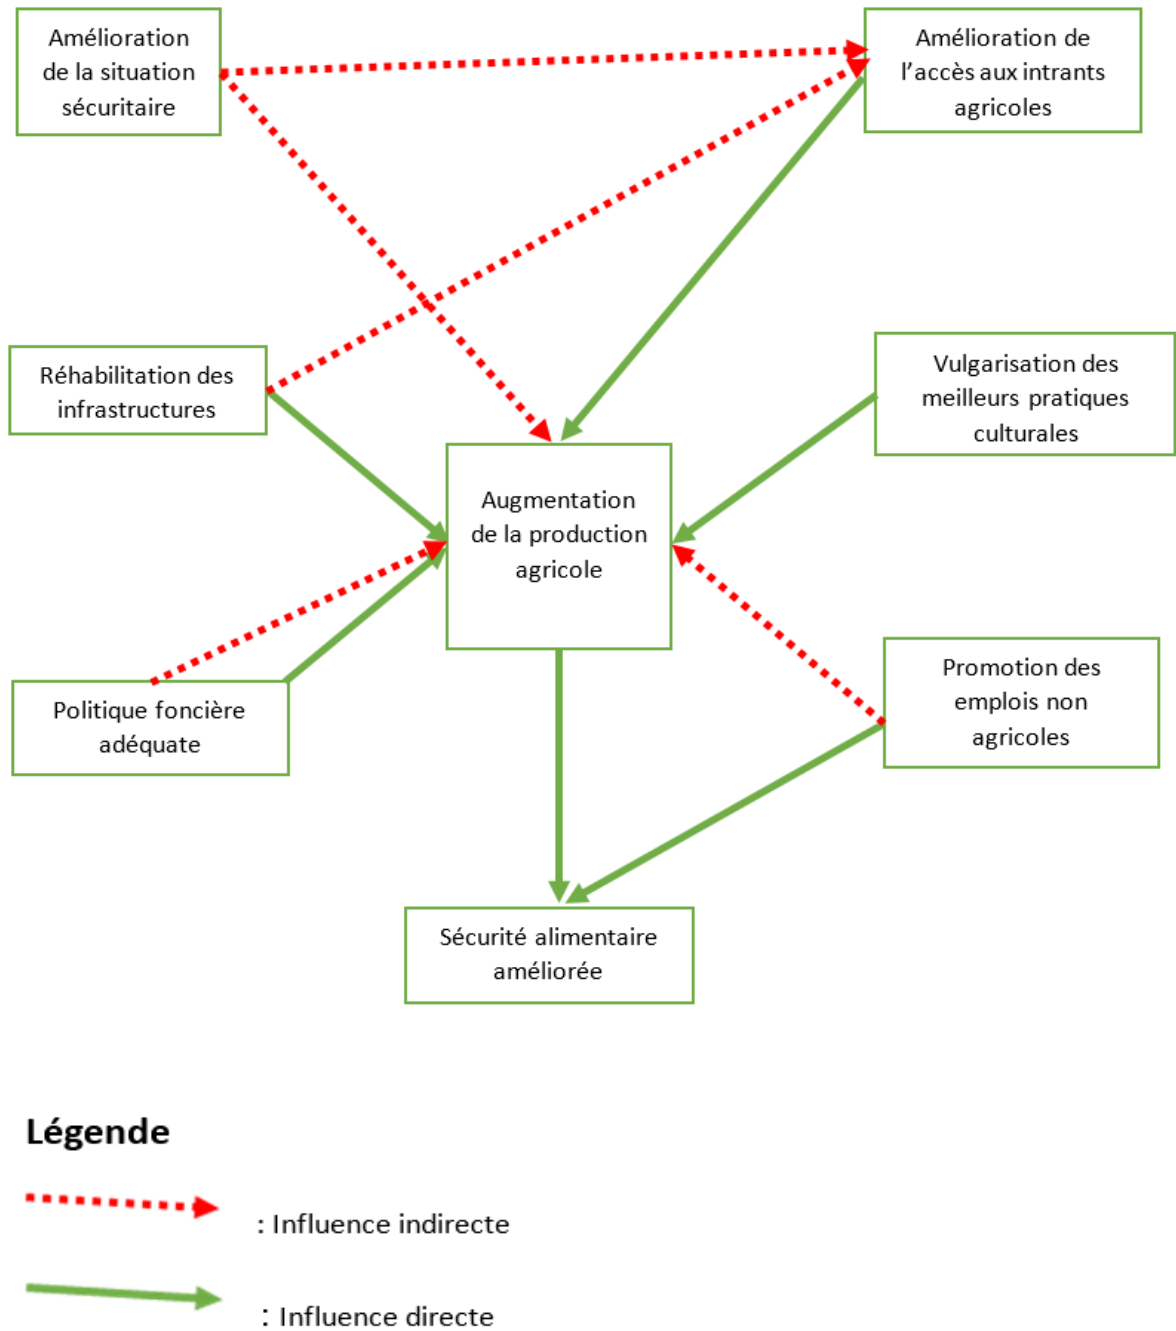 Amélioration
de la situation
sécuritaire
Amélioration de
l’accès aux intrants
agricoles
Réhabilitation des
infrastructures
Vulgarisation des
meilleurs pratiques
culturales
Augmentation
de la production
agricole
Politique foncière
adéquate
Promotion des
emplois non
agricoles
Sécurité alimentaire
améliorée
Légende
: Influence indirecte
: Influence directe